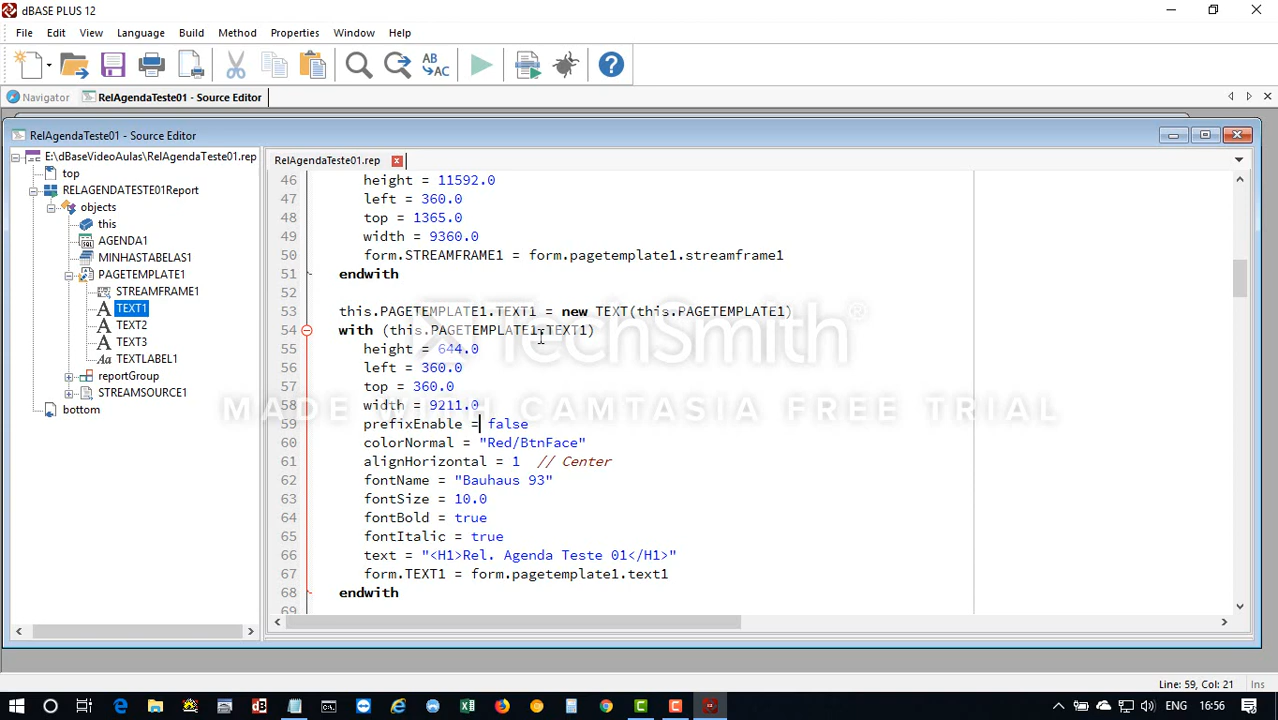 dBASE PLUS 12
File Edit View Language Build Method Properties Window Help
Navigator RelAgendaTeste01 - Source Editor
RelAgendaTeste01 - Source Editor
E:\dBaseVideoAulas\RelAgendaTeste01.rep
top
RELAGENDATESTE01Report
objects
this
AGENDA1
MINHASTABELAS1
PAGETEMPLATE1
STREAMFRAME1
TEXT1
TEXT2
TEXT3
TEXTLABEL1
reportGroup
STREAMSOURCE1
bottom
RelAgendaTeste01.rep
46 height = 11592.0
47 left = 360.0
48 top = 1365.0
49 width = 9360.0
50 form.STREAMFRAME1 = form.pagetemplate1.streamframe1
51 endwith
52
53 this.PAGETEMPLATE1.TEXT1 = new TEXT(this.PAGETEMPLATE1)
54 with (this.PAGETEMPLATE1.TEXT1)
55 height = 644.0
56 left = 360.0
57 top = 360.0
58 width = 9211.0
59 prefixEnable = false
60 colorNormal = "Red/BtnFace"
61 alignHorizontal = 1 // Center
62 fontName = "Bauhaus 93"
63 fontSize = 10.0
64 fontBold = true
65 fontItalic = true
66 text = "<H1>Rel. Agenda Teste 01</H1>"
67 form.TEXT1 = form.pagetemplate1.text1
68 endwith
69
TechSmith
MADE WITH CAMTASIA FREE TRIAL
Line: 59, Col: 21
ENG 16:56